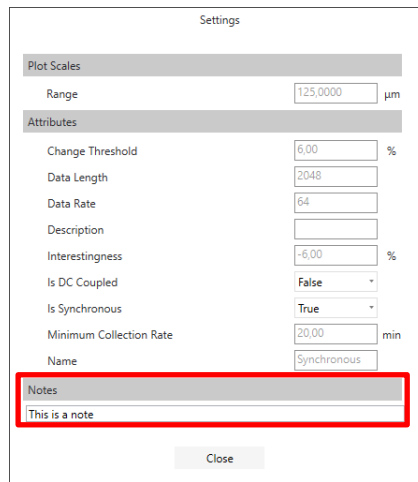 Settings
Plot Scales
Range 125,0000 µm
Attributes
Change Threshold 6,00 %
Data Length 2048
Data Rate 64
Description
Interestingness -6,00 %
Is DC Coupled False
Is Synchronous True
Minimum Collection Rate 20,00 min
Name Synchronous
Notes
This is a note
Close